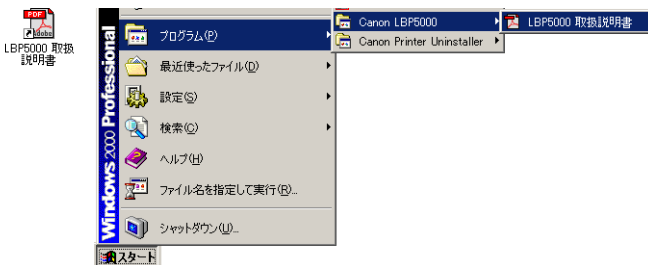 PDF
Adobe
LBP5000 取扱
説明書
Windows 2000 Professional
プログラム(P)
最近使ったファイル(D)
設定(S)
検索(C)
ヘルプ(H)
ファイル名を指定して実行(R)...
シャットダウン(U)...
スタート
Canon LBP5000
Canon Printer Uninstaller
LBP5000 取扱説明書